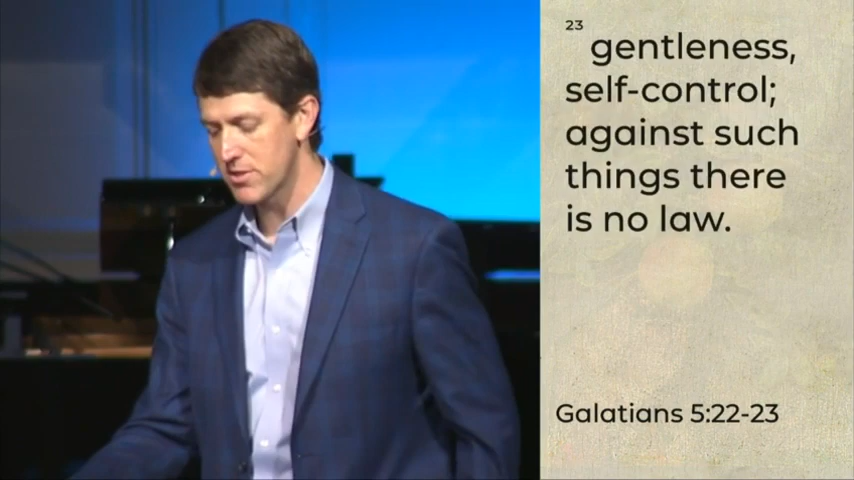 23
gentleness,
self-control;
against such
things there
is no law.
Galatians 5:22-23